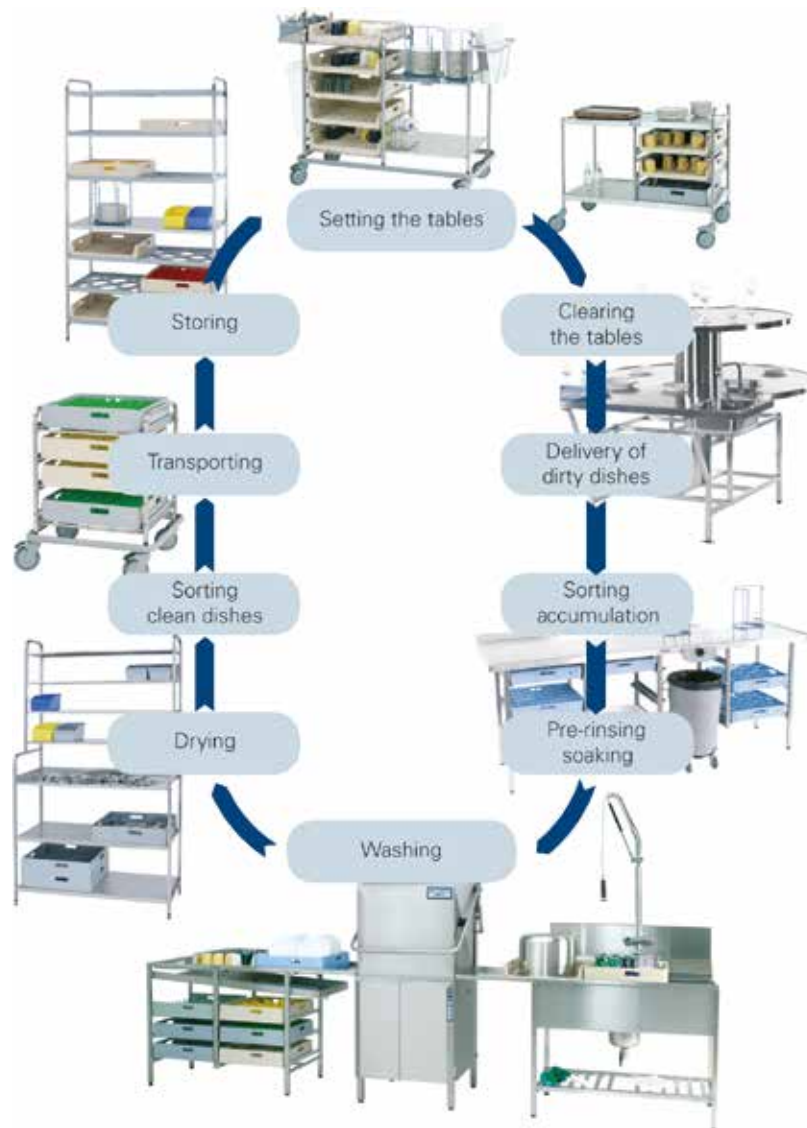 Setting the tables
Clearing
the tables
Delivery of
dirty dishes
Sorting
accumulation
Pre-rinsing
soaking
Washing
Drying
Sorting
clean dishes
Transporting
Storing